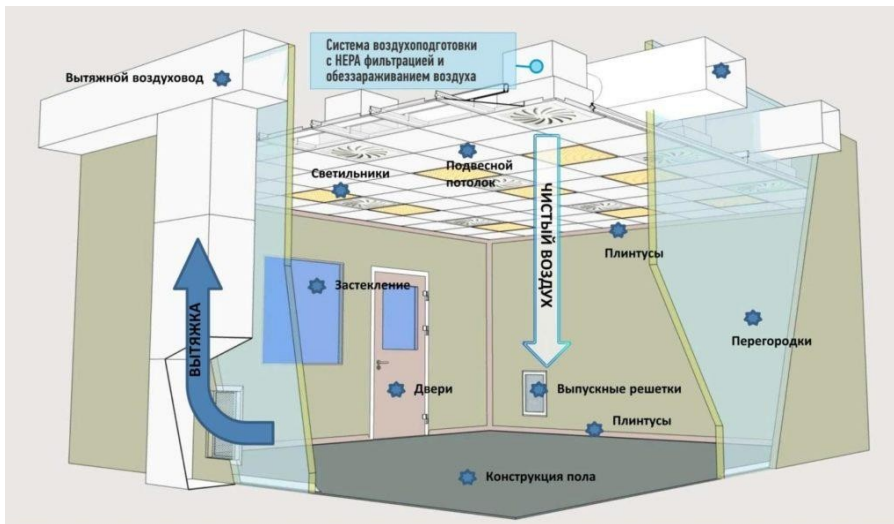 Система воздухоподготовки
с HEPA фильтрацией и
обеззараживанием воздуха
Вытяжной воздуховод
Светильники
Подвесной
потолок
ЧИСТЫЙ ВОЗДУХ
Плинтусы
Застекление
ВЫТЯЖКА
Перегородки
Двери
Выпускные решетки
Плинтусы
Конструкция пола